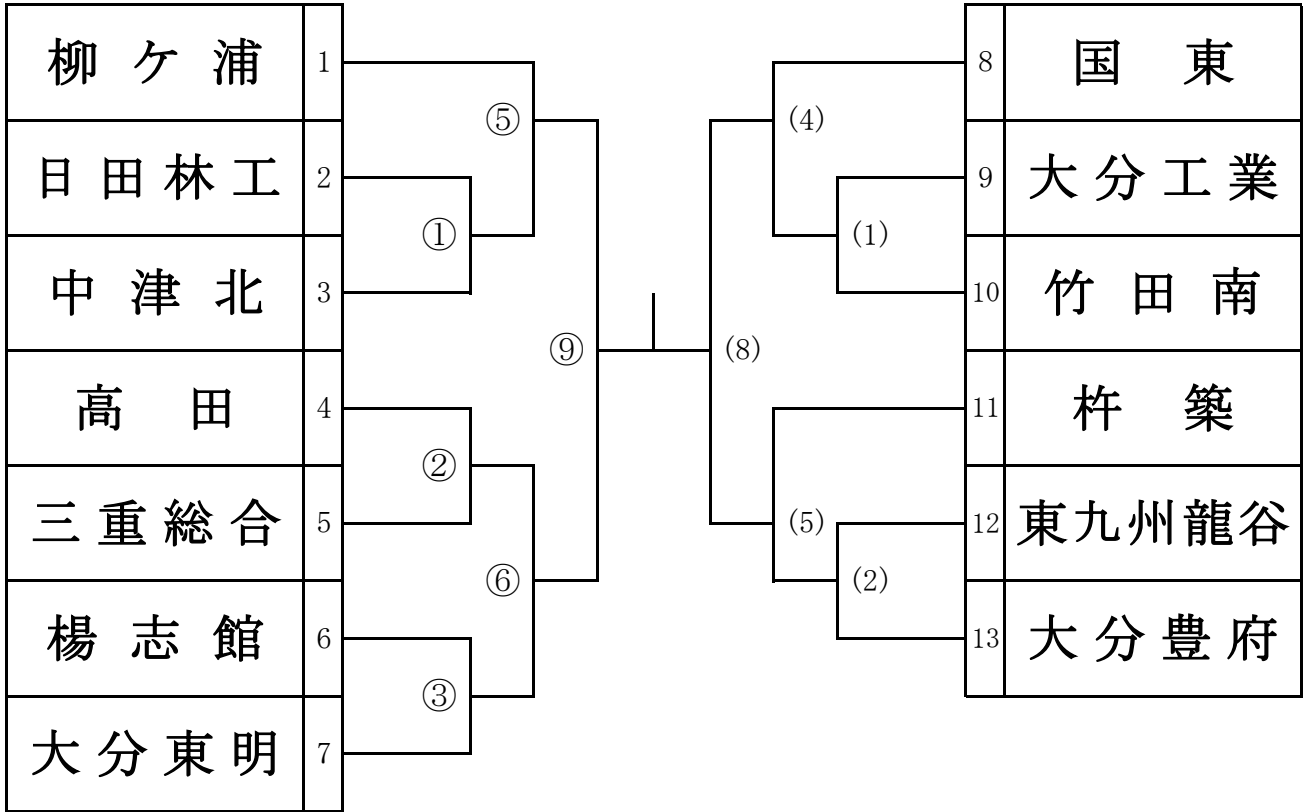 柳ケ浦 1
日田林工 2
中津北 3
高田 4
三重総合 5
楊志館 6
大分東明 7
⑤
①
⑨
②
⑥
③
(4)
(1)
(8)
(5)
(2)
8 国東
9 大分工業
10 竹田南
11 杵築
12 東九州龍谷
13 大分豊府